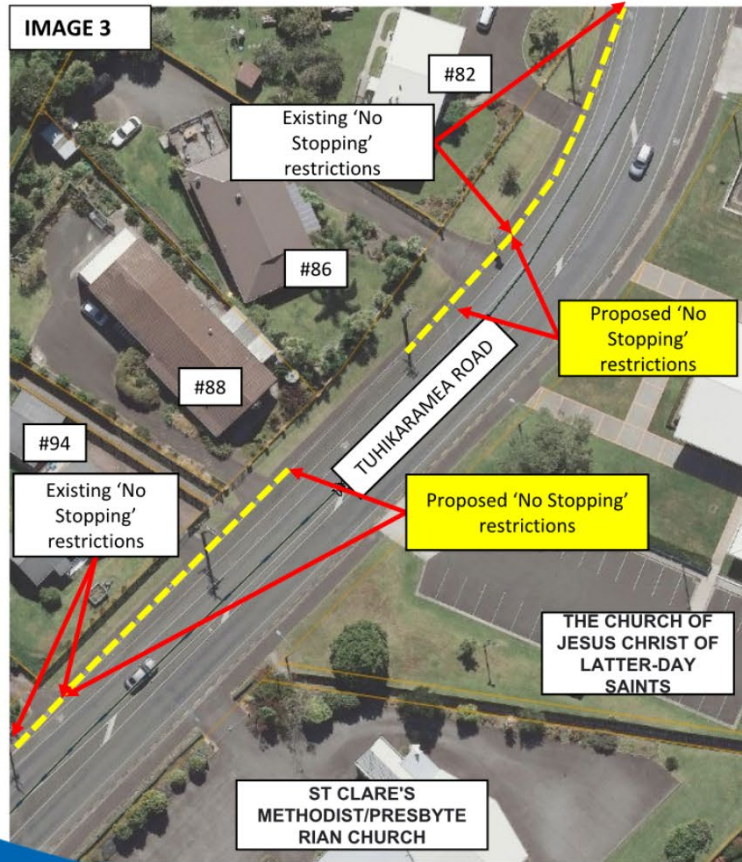 IMAGE 3
#82
Existing ‘No
Stopping’
restrictions
#86
Proposed ‘No
Stopping’
restrictions
#88
TUHIKARAMEA ROAD
#94
Existing ‘No
Stopping’
restrictions
Proposed ‘No Stopping’
restrictions
THE CHURCH OF
JESUS CHRIST OF
LATTER-DAY
SAINTS
ST CLARE'S
METHODIST/PRESBYTE
RIAN CHURCH